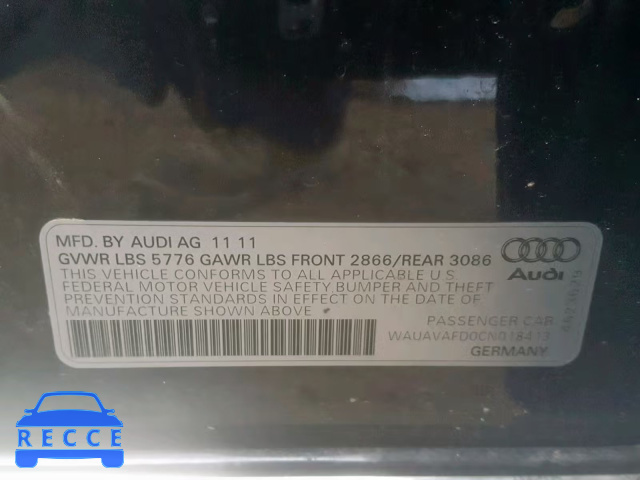 MFD. BY AUDI AG 11 11
GVWR LBS 5776 GAWR LBS FRONT 2866/REAR 3086
THIS VEHICLE CONFORMS TO ALL APPLICABLE U.S.
FEDERAL MOTOR VEHICLE SAFETY, BUMPER AND THEFT
PREVENTION STANDARDS IN EFFECT ON THE DATE OF
MANUFACTURE SHOWN ABOVE
Audi
PASSENGER CAR
WAUAVAFD0CN018413
GERMANY
RECCE